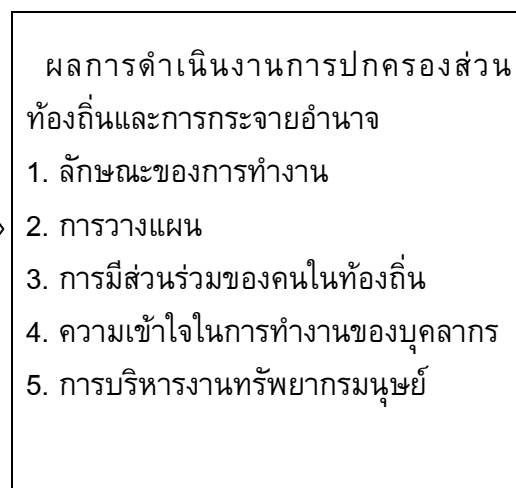 ผลการดำเนินงานการปกครองส่วน
ท้องถิ่นและการกระจายอำนาจ
1. ลักษณะของการทำงาน
2. การวางแผน
3. การมีส่วนร่วมของคนในท้องถิ่น
4. ความเข้าใจในการทำงานของบุคลากร
5. การบริหารงานทรัพยากรมนุษย์